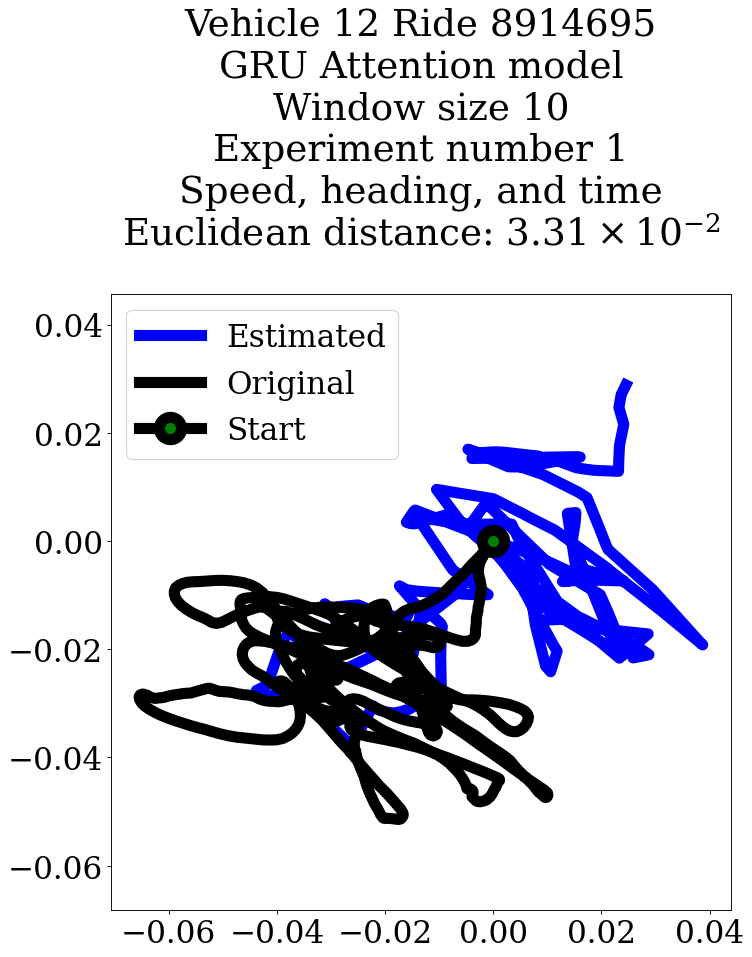 Vehicle 12 Ride 8914695
GRU Attention model
Window size 10
Experiment number 1
Speed, heading, and time
Euclidean distance: 3.31 × 10⁻²
0.04
0.02
0.00
−0.02
−0.04
−0.06
Estimated
Original
Start
−0.06 −0.04 −0.02 0.00 0.02 0.04